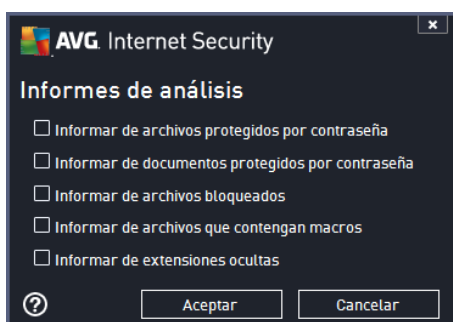 AVG. Internet Security
Informes de análisis
Informar de archivos protegidos por contraseña
Informar de documentos protegidos por contraseña
Informar de archivos bloqueados
Informar de archivos que contengan macros
Informar de extensiones ocultas
? Aceptar Cancelar